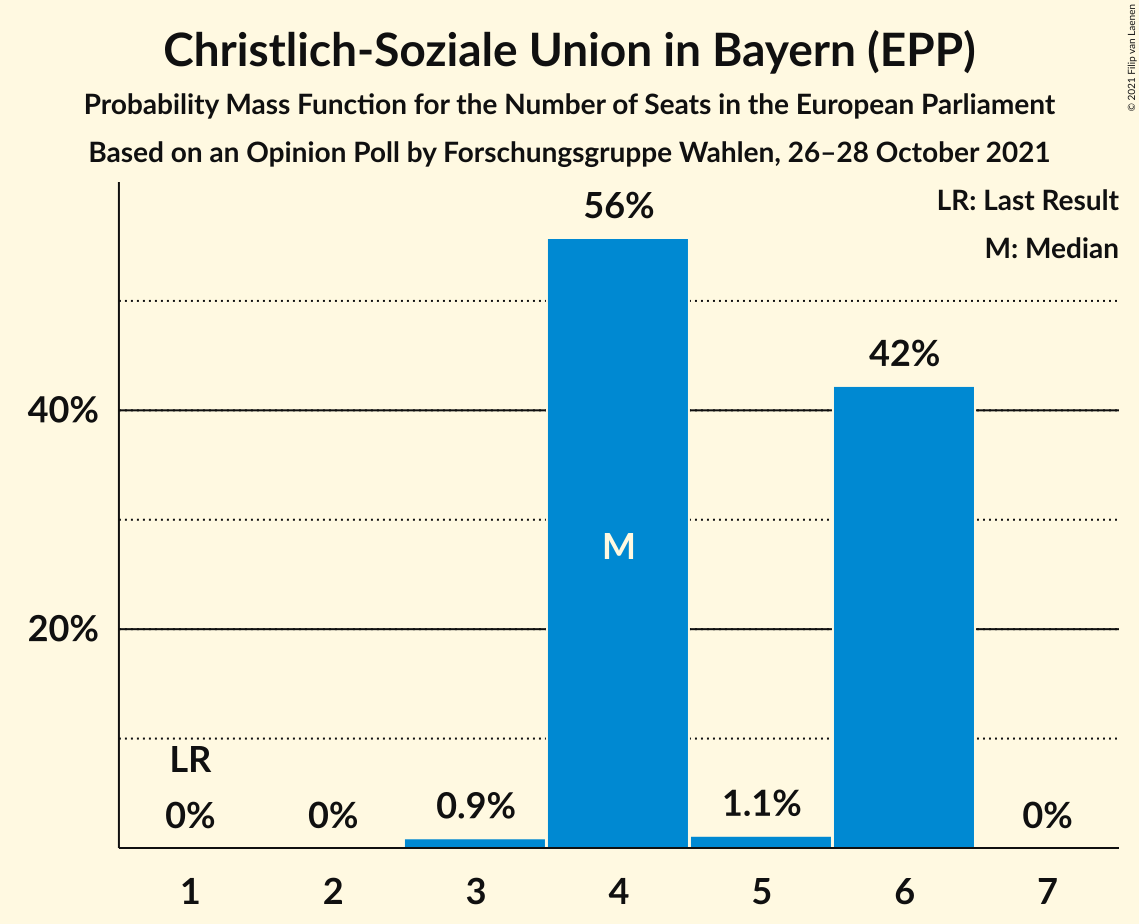 Christlich-Soziale Union in Bayern (EPP)
Probability Mass Function for the Number of Seats in the European Parliament
Based on an Opinion Poll by Forschungsgruppe Wahlen, 26–28 October 2021
© 2021 Filip van Laenen
LR: Last Result
M: Median
56%
42%
40%
M
20%
LR
0%
0%
0.9%
1.1%
0%
1 2 3 4 5 6 7